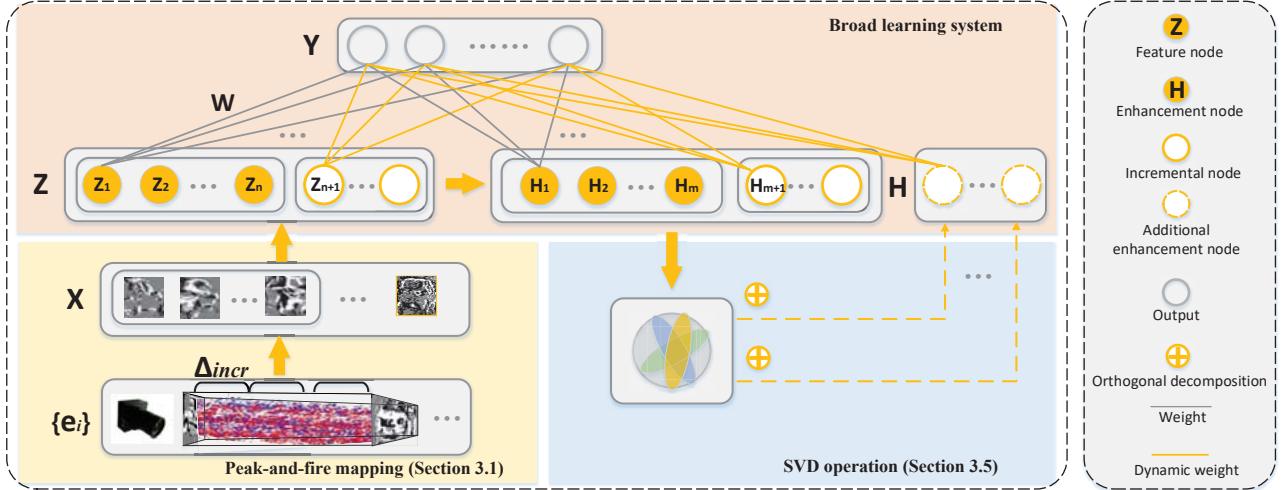 Broad learning system
Y
W
Z
Z1 Z2 ... Zn Zn+1 ....
H1 H2 ... Hm Hm+1 ...
H
...
X
... ...
Δincr
{ei}
...
Peak-and-fire mapping (Section 3.1)
SVD operation (Section 3.5)
Z
Feature node
H
Enhancement node
Incremental node
Additional
enhancement node
Output
Orthogonal decomposition
Weight
Dynamic weight